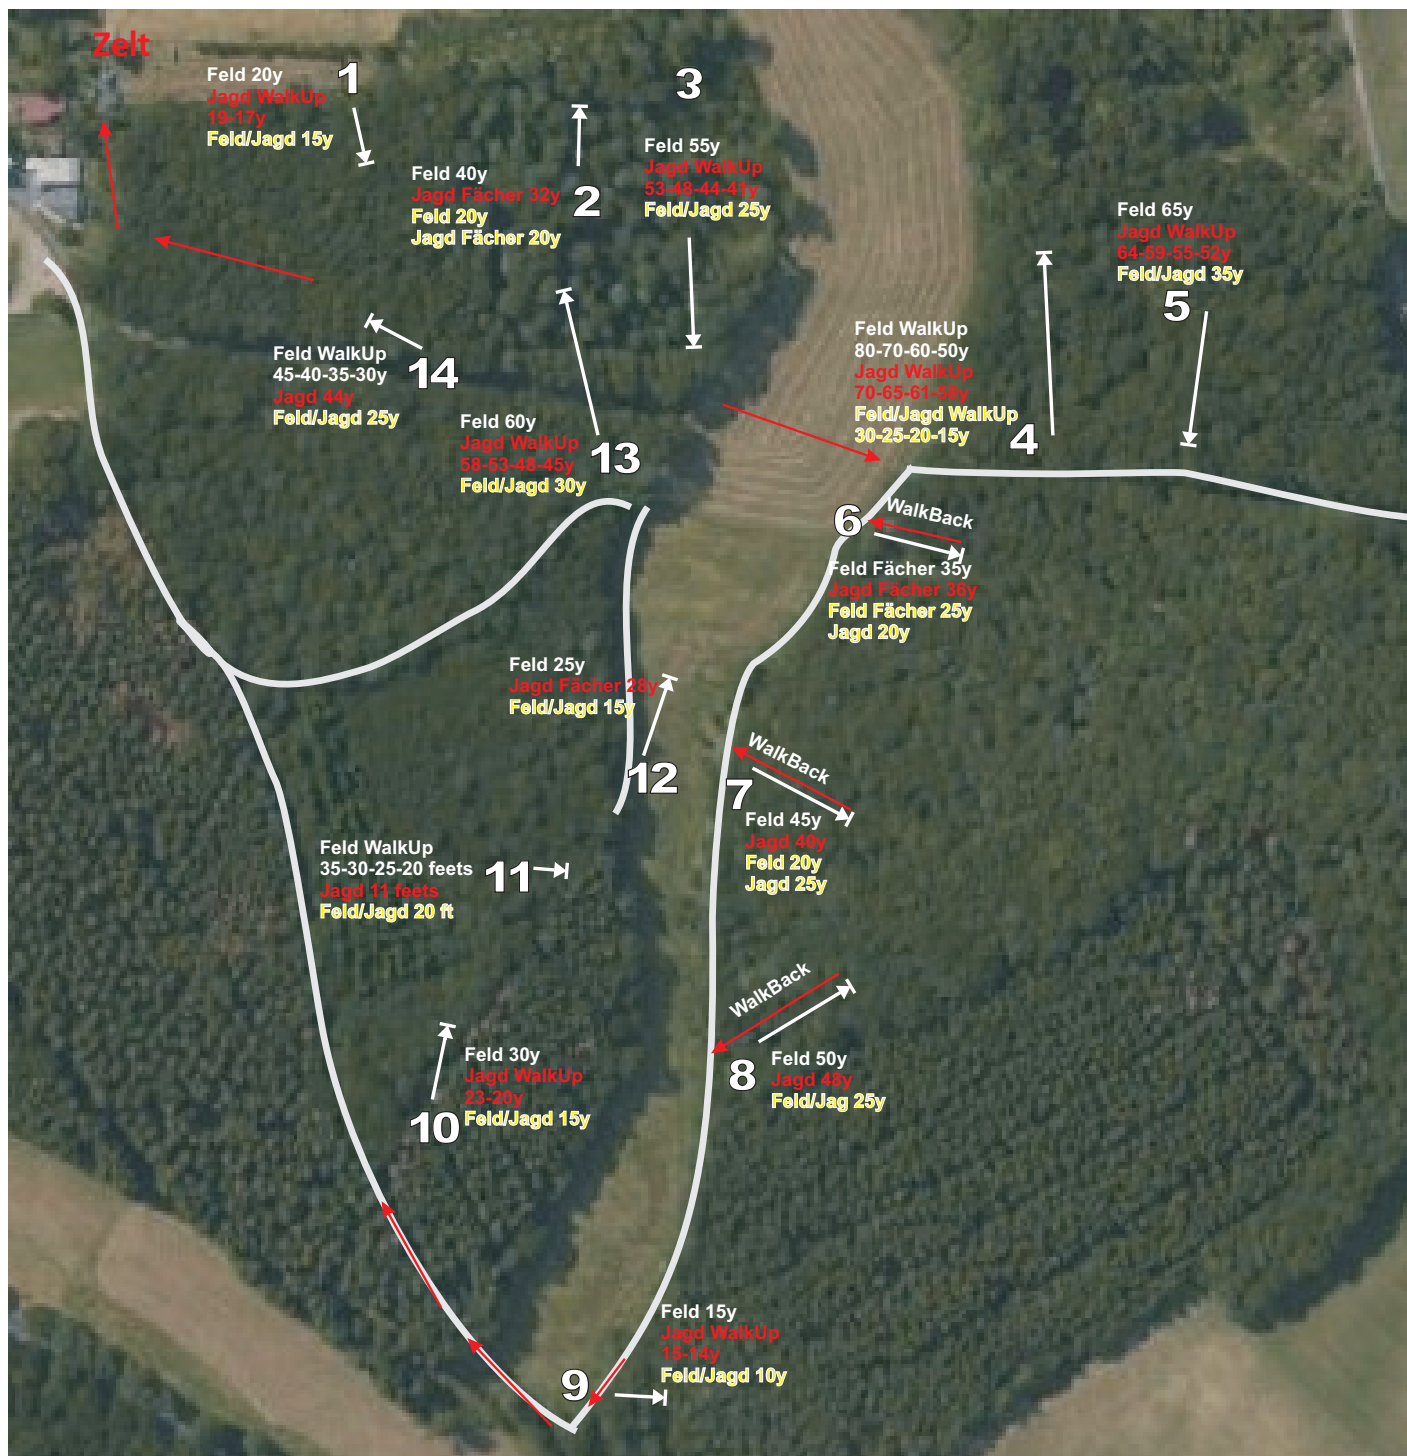 Zelt
1
Feld 20y
Jagd WalkUp
19-17y
Feld/Jagd 15y
2
Feld 40y
Jagd Fächer 32y
Feld 20y
Jagd Fächer 20y
3
Feld 55y
Jagd WalkUp
53-48-44-41y
Feld/Jagd 25y
Feld 65y
Jagd WalkUp
64-59-55-52y
Feld/Jagd 35y
5
Feld WalkUp
80-70-60-50y
Jagd WalkUp
70-65-61-58y
Feld/Jagd WalkUp
30-25-20-15y
4
14
Feld WalkUp
45-40-35-30y
Jagd 44y
Feld/Jagd 25y
Feld 60y
Jagd WalkUp
58-53-48-45y
Feld/Jagd 30y
13
6
WalkBack
Feld Fächer 35y
Jagd Fächer 36y
Feld Fächer 25y
Jagd 20y
Feld 25y
Jagd Fächer 28y
Feld/Jagd 15y
12
WalkBack
7
Feld 45y
Jagd 40y
Feld 20y
Jagd 25y
Feld WalkUp
35-30-25-20 feets
Jagd 11 feets
Feld/Jagd 20 ft
11
WalkBack
8
Feld 50y
Jagd 48y
Feld/Jag 25y
10
Feld 30y
Jagd WalkUp
23-20y
Feld/Jagd 15y
9
Feld 15y
Jagd WalkUp
15-14y
Feld/Jagd 10y